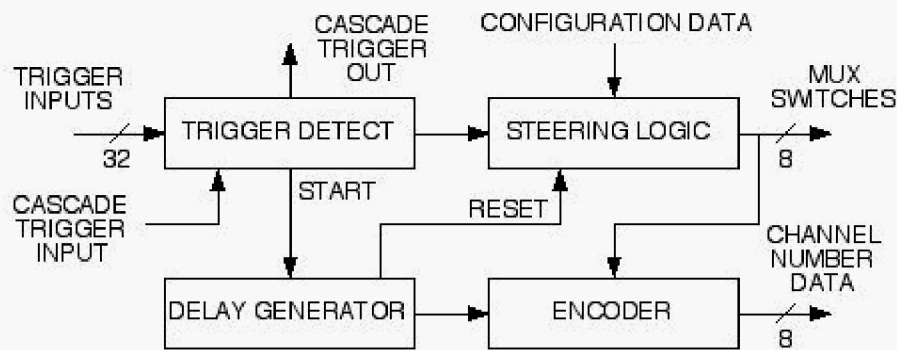 CASCADE
TRIGGER
OUT
CONFIGURATION DATA
TRIGGER
INPUTS
MUX
SWITCHES
32
TRIGGER DETECT
STEERING LOGIC
8
START
RESET
CASCADE
TRIGGER
INPUT
CHANNEL
NUMBER
DATA
DELAY GENERATOR
ENCODER
8